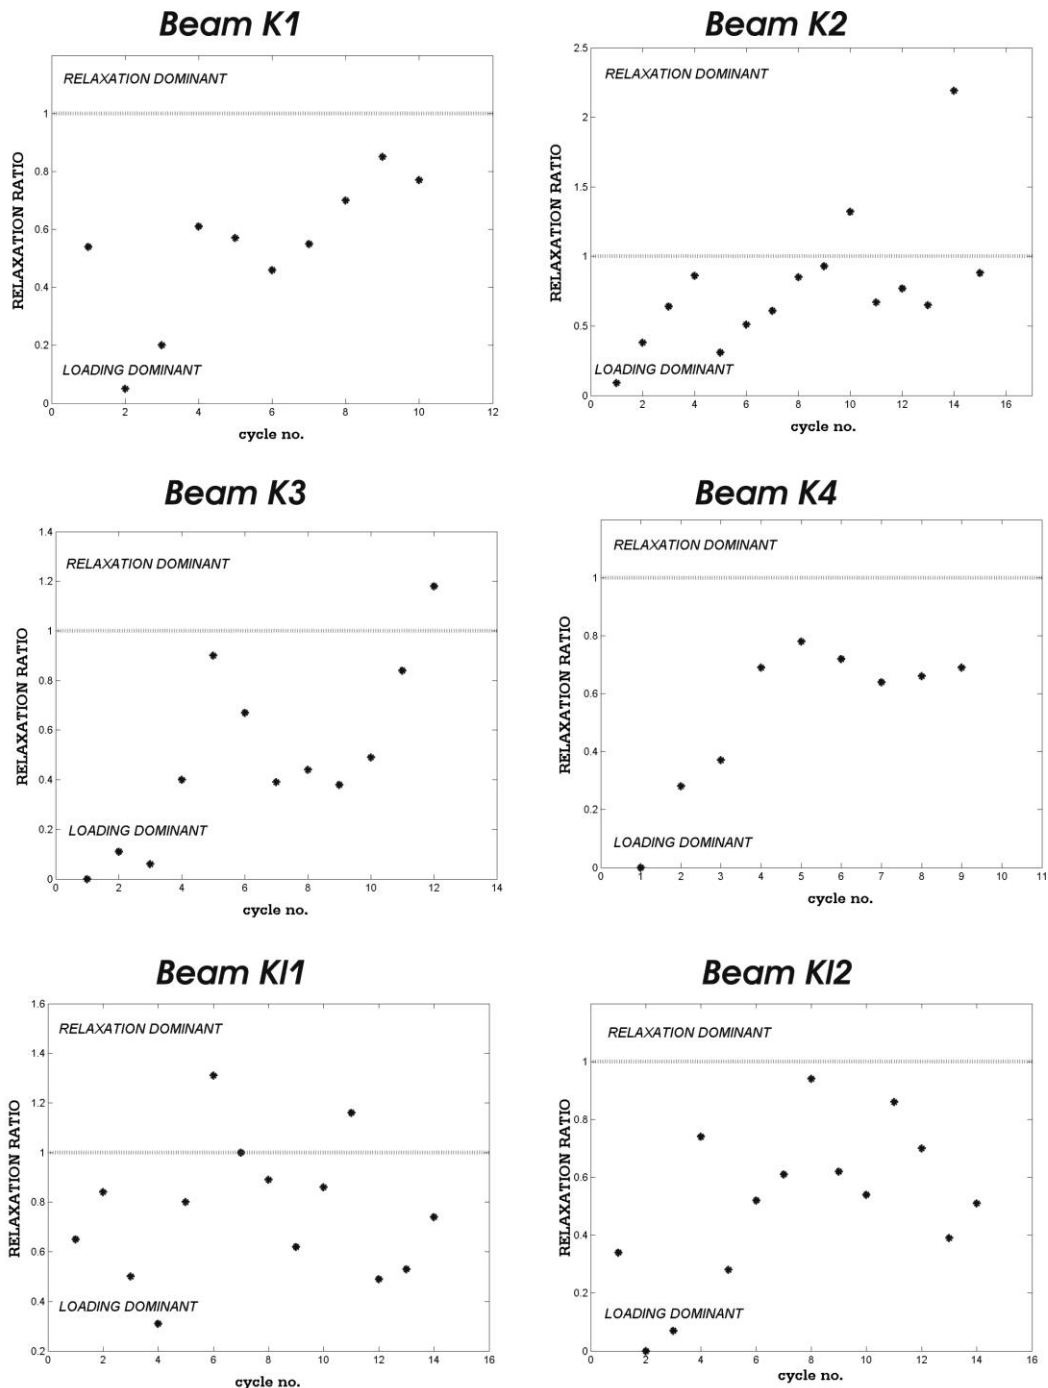 Beam K1
RELAXATION DOMINANT
1
0.8
0.6
0.4
0.2
0
RELAXATION RATIO
LOADING DOMINANT
0 2 4 6 8 10 12
cycle no.
Beam K2
2.5
RELAXATION DOMINANT
2
1.5
1
0.5
0
RELAXATION RATIO
LOADING DOMINANT
0 2 4 6 8 10 12 14 16
cycle no.
Beam K3
1.4
RELAXATION DOMINANT
1.2
1
0.8
0.6
0.4
0.2
0
RELAXATION RATIO
LOADING DOMINANT
0 2 4 6 8 10 12 14
cycle no.
Beam K4
RELAXATION DOMINANT
1
0.8
0.6
0.4
0.2
0
RELAXATION RATIO
LOADING DOMINANT
0 1 2 3 4 5 6 7 8 9 10 11
cycle no.
Beam Kl1
1.6
RELAXATION DOMINANT
1.4
1.2
1
0.8
0.6
0.4
0.2
RELAXATION RATIO
LOADING DOMINANT
0 2 4 6 8 10 12 14 16
cycle no.
Beam Kl2
RELAXATION DOMINANT
1
0.8
0.6
0.4
0.2
0
RELAXATION RATIO
LOADING DOMINANT
0 2 4 6 8 10 12 14 16
cycle no.